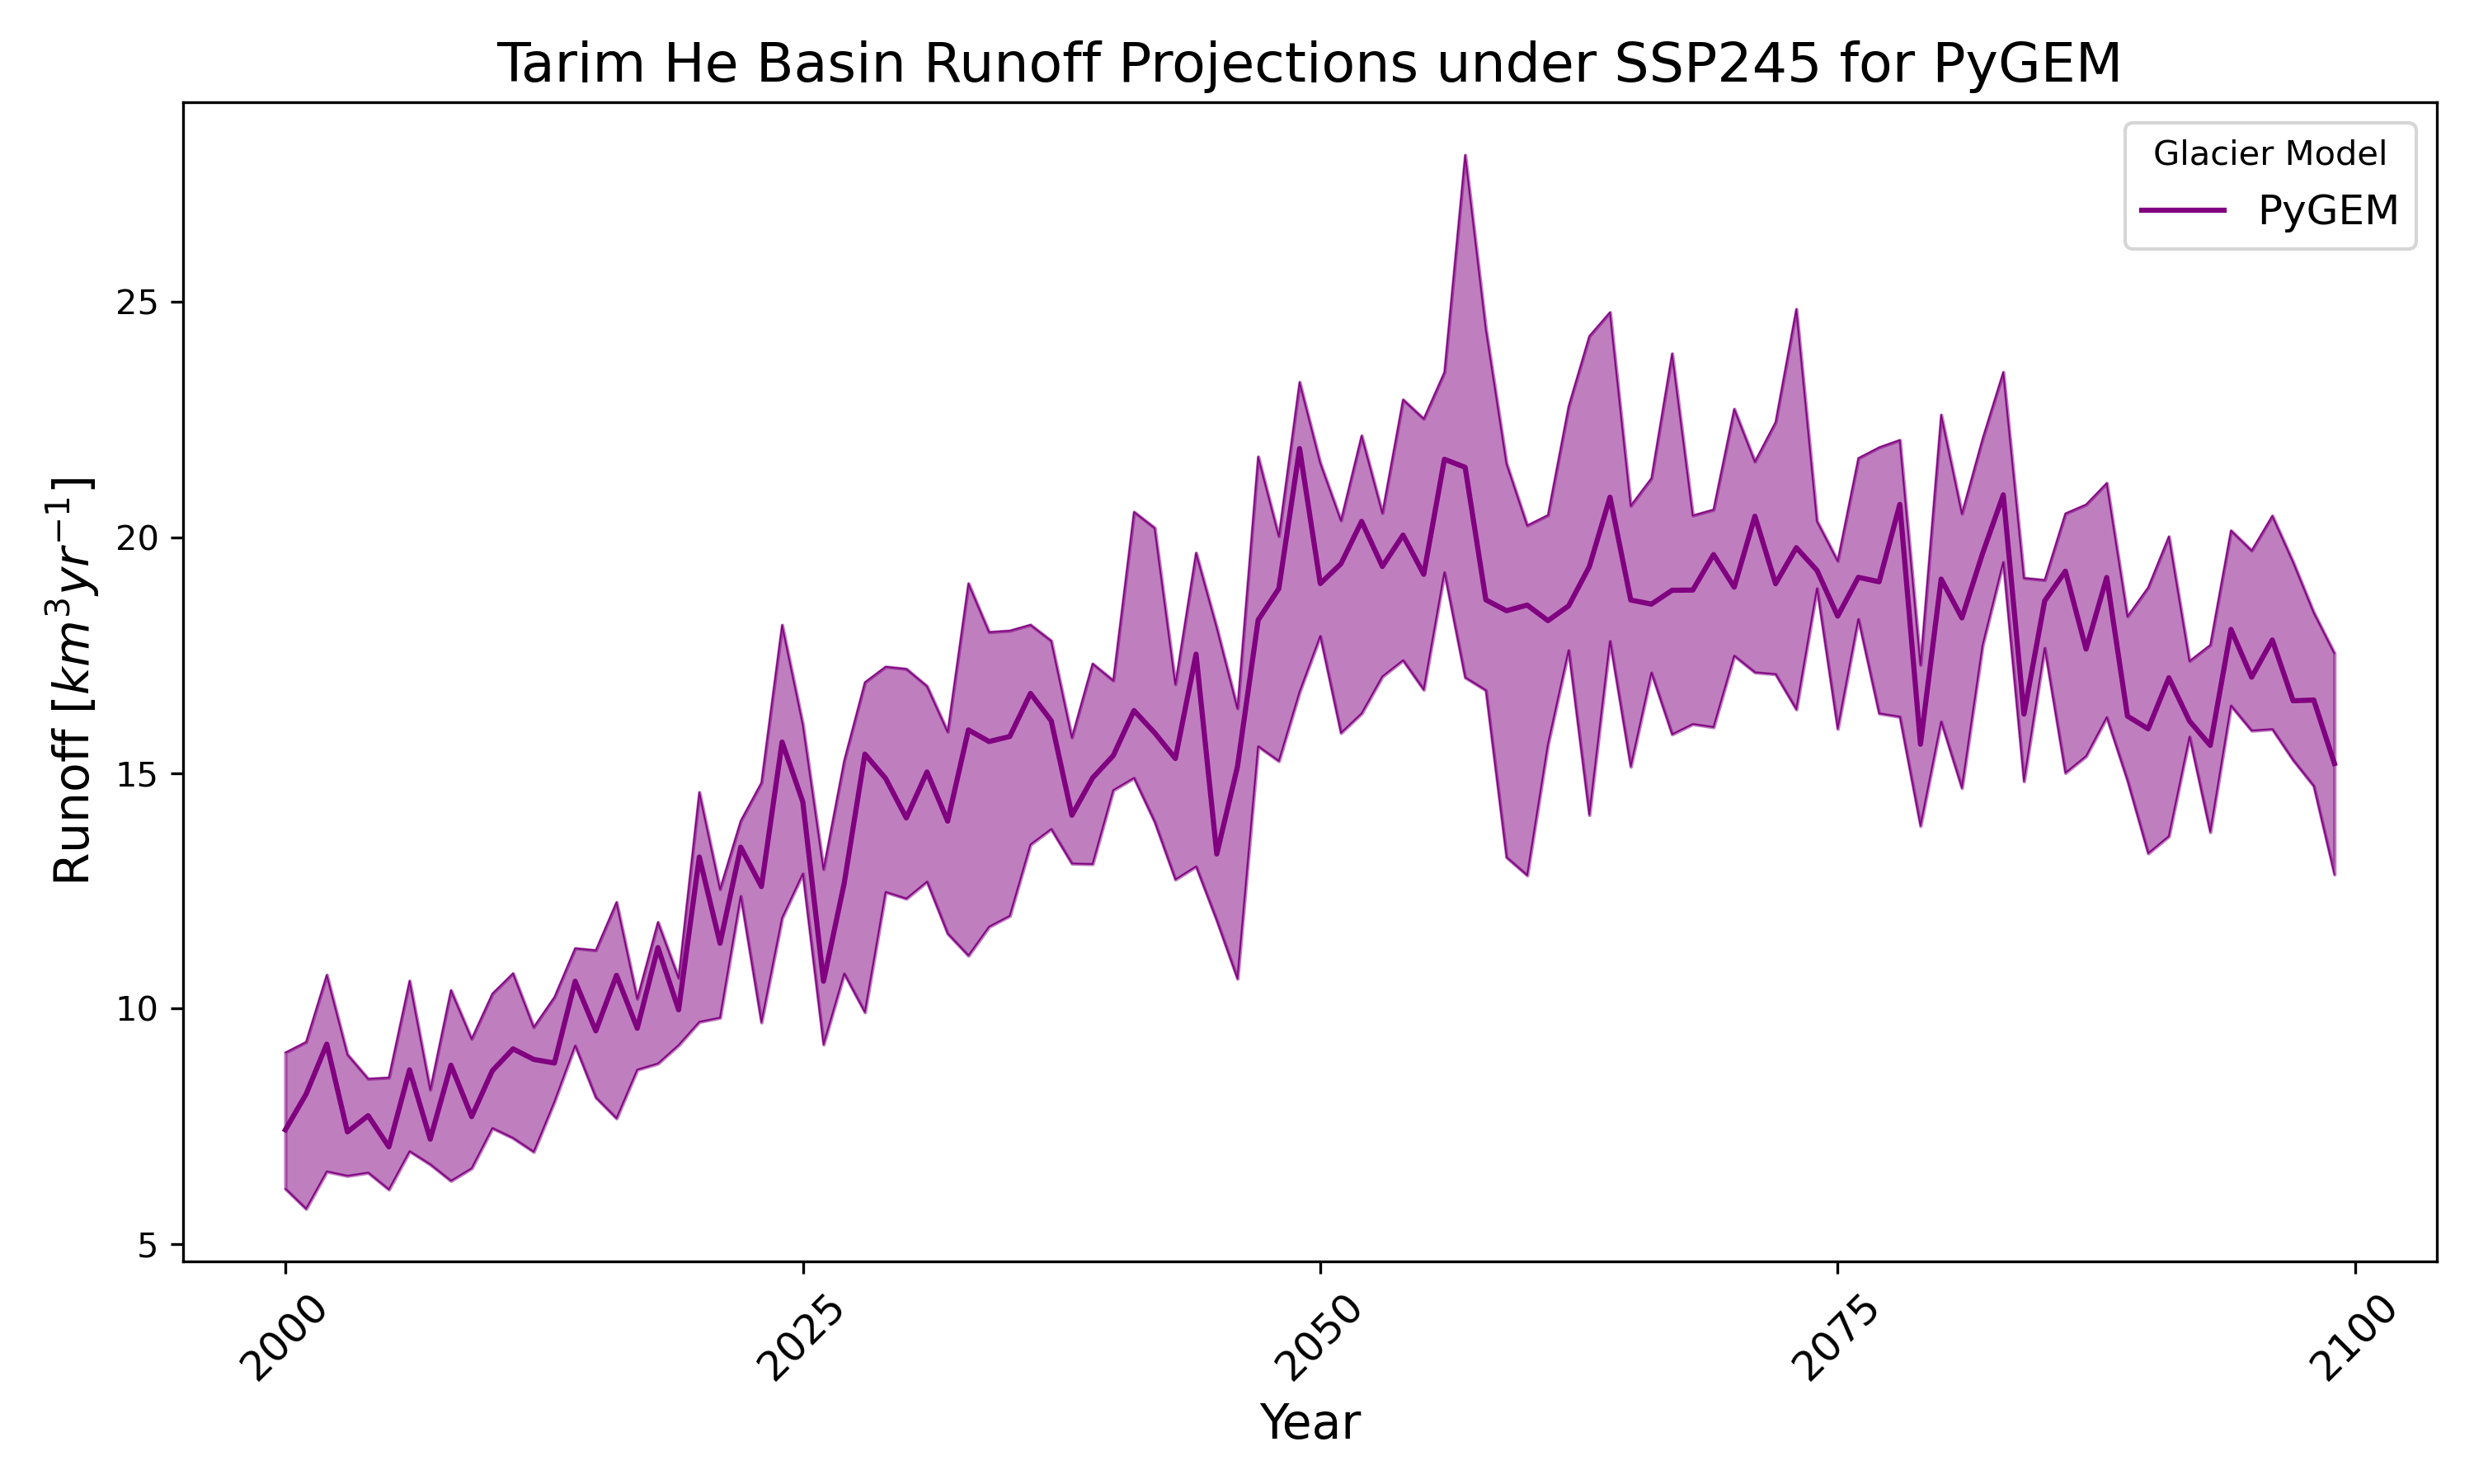 Tarim He Basin Runoff Projections under SSP245 for PyGEM
Glacier Model
PyGEM
Runoff [km³yr⁻¹]
25
20
15
10
5
2000
2025
2050
2075
2100
Year